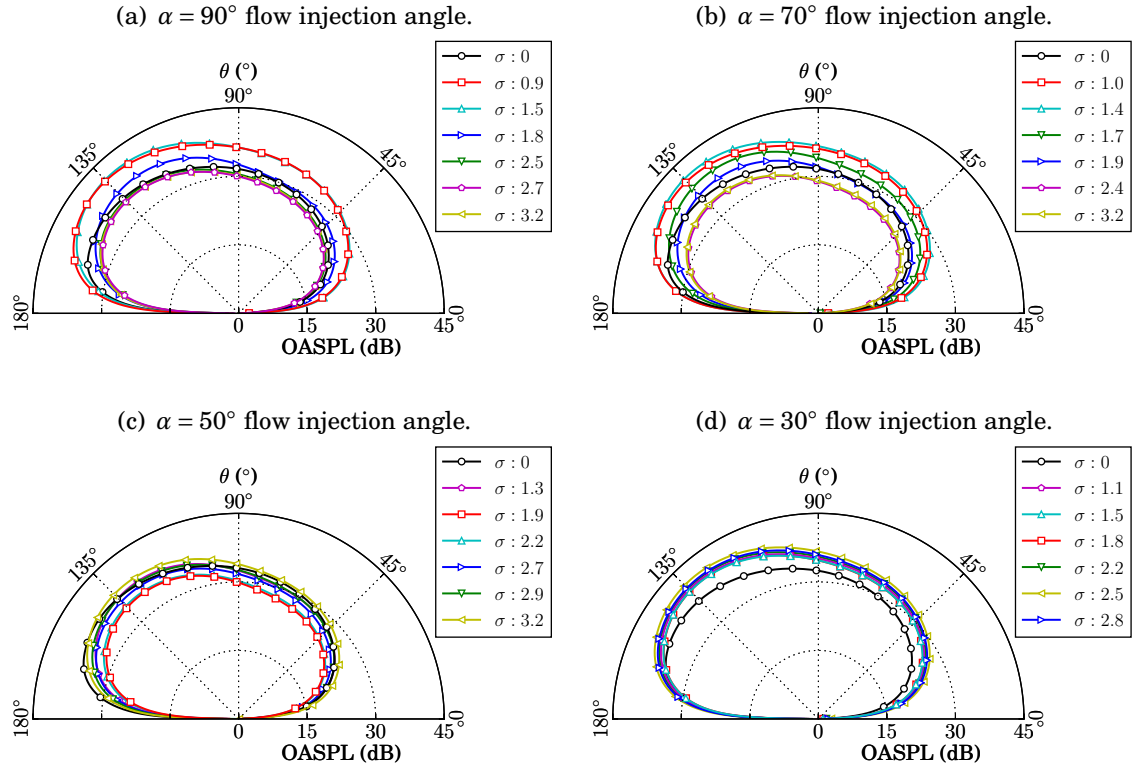 (a) α = 90° flow injection angle.
σ : 0
σ : 0.9
σ : 1.5
σ : 1.8
σ : 2.5
σ : 2.7
σ : 3.2
θ (°)
90°
135°
45°
180°
0°
0 15 30 45
OASPL (dB)
(b) α = 70° flow injection angle.
σ : 0
σ : 1.0
σ : 1.4
σ : 1.7
σ : 1.9
σ : 2.4
σ : 3.2
θ (°)
90°
135°
45°
180°
0°
0 15 30 45
OASPL (dB)
(c) α = 50° flow injection angle.
σ : 0
σ : 1.3
σ : 1.9
σ : 2.2
σ : 2.7
σ : 2.9
σ : 3.2
θ (°)
90°
135°
45°
180°
0°
0 15 30 45
OASPL (dB)
(d) α = 30° flow injection angle.
σ : 0
σ : 1.1
σ : 1.5
σ : 1.8
σ : 2.2
σ : 2.5
σ : 2.8
θ (°)
90°
135°
45°
180°
0°
0 15 30 45
OASPL (dB)